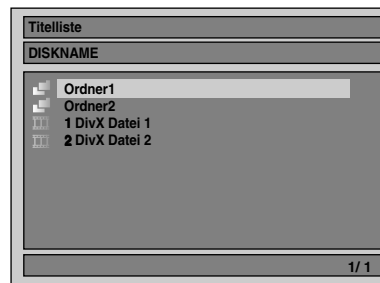 Titelliste
DISKNAME
Ordner1
Ordner2
1 DivX Datei 1
2 DivX Datei 2
1/ 1